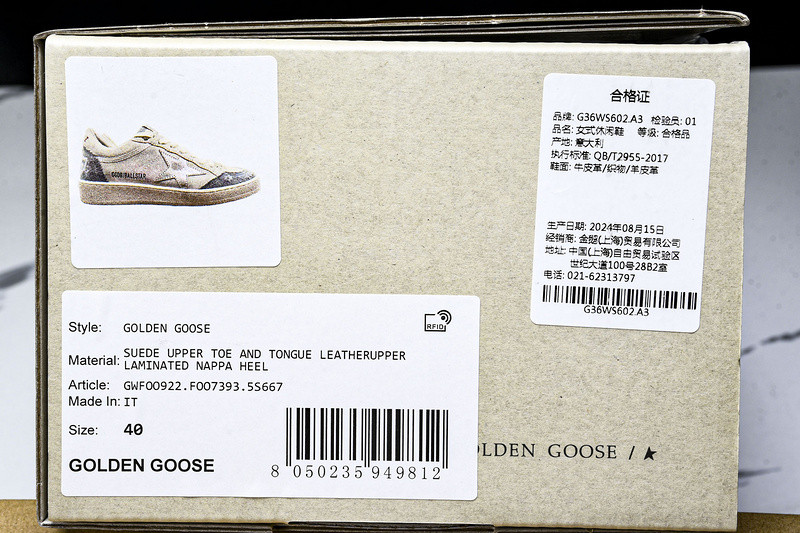 合格证
品牌: G36WS602.A3 检验员: 01
品名: 女式休闲鞋 等级: 合格品
产地: 意大利
执行标准: QB/T2955-2017
鞋面: 牛皮革/织物/羊皮革
生产日期: 2024年08月15日
经销商: 金趣(上海)贸易有限公司
地址: 中国(上海)自由贸易试验区
世纪大道100号28B2室
电话: 021-62313797
G36WS602.A3
RFID
Style: GOLDEN GOOSE
Material: SUEDE UPPER TOE AND TONGUE LEATHERUPPER
LAMINATED NAPPA HEEL
Article: GWF00922.F007393.5S667
Made In: IT
Size: 40
GOLDEN GOOSE
8 050235 949812
OLDEN GOOSE / ★